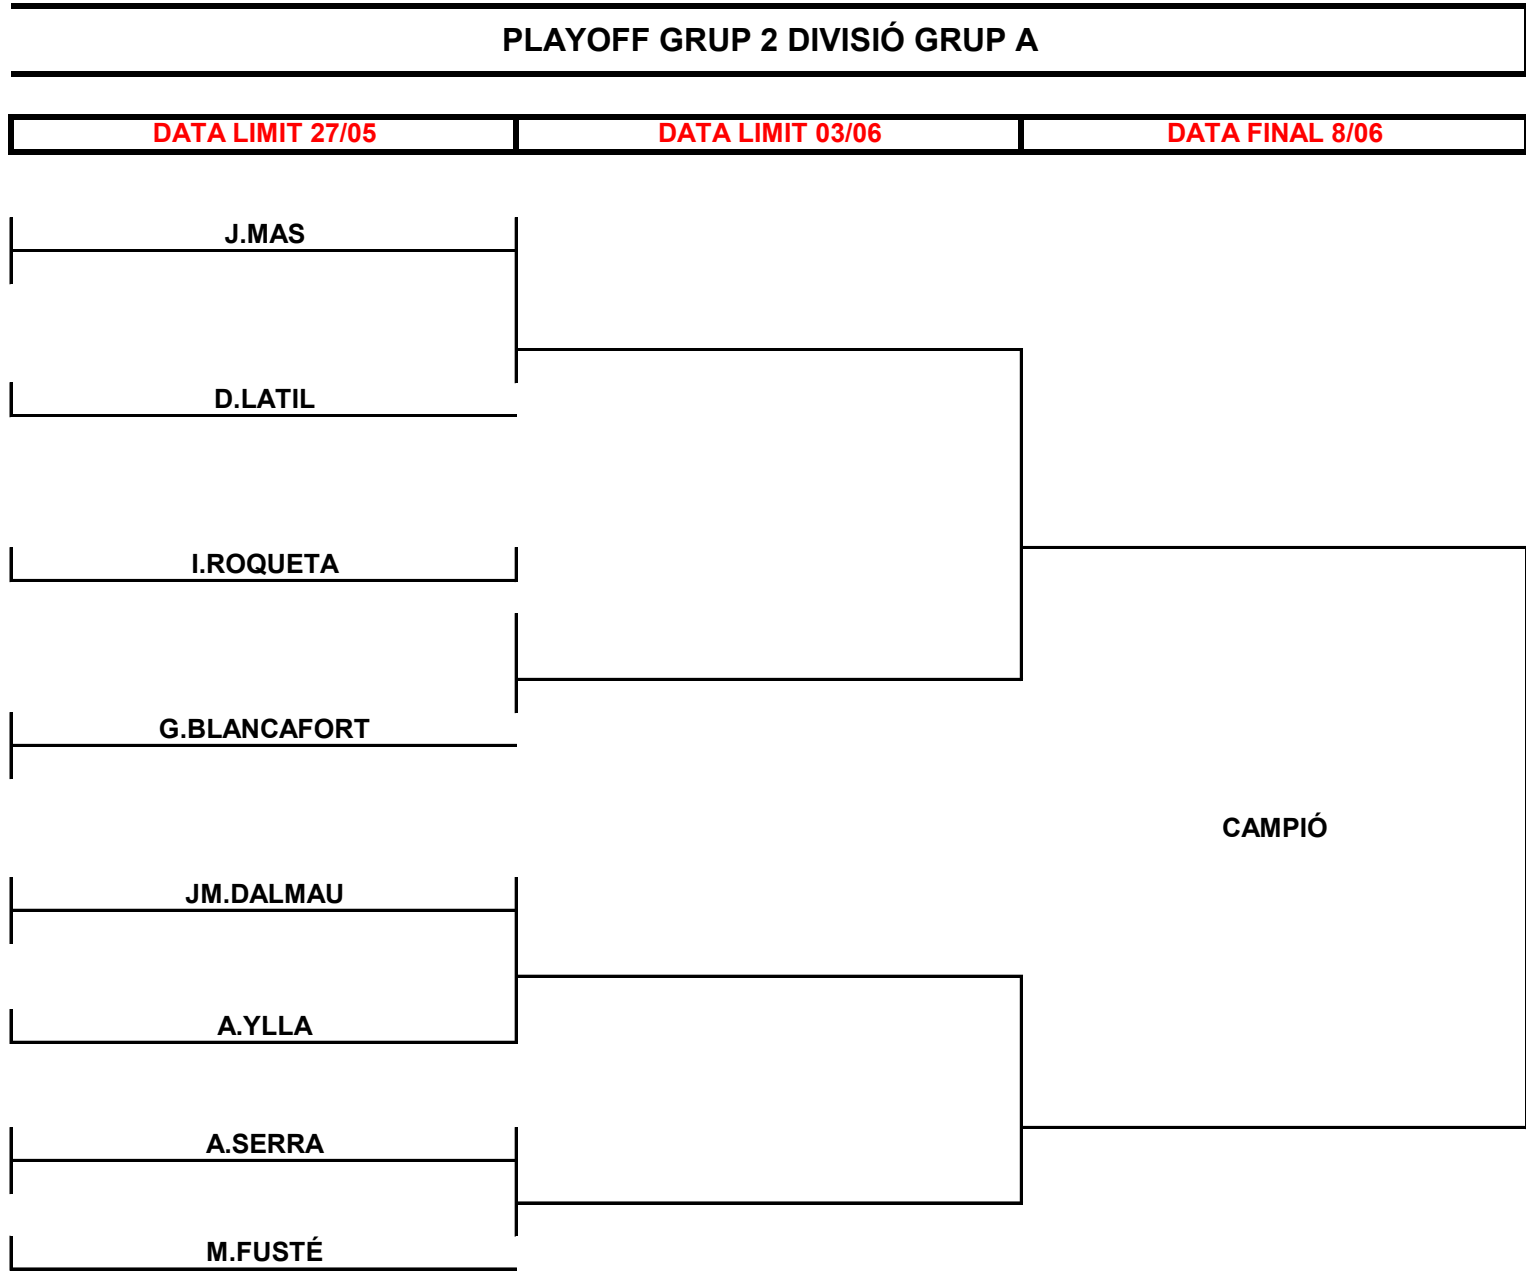 PLAYOFF GRUP 2 DIVISIÓ GRUP A
DATA LIMIT 27/05 DATA LIMIT 03/06 DATA FINAL 8/06
J.MAS
D.LATIL
I.ROQUETA
G.BLANCAFORT
CAMPIÓ
JM.DALMAU
A.YLLA
A.SERRA
M.FUSTÉ